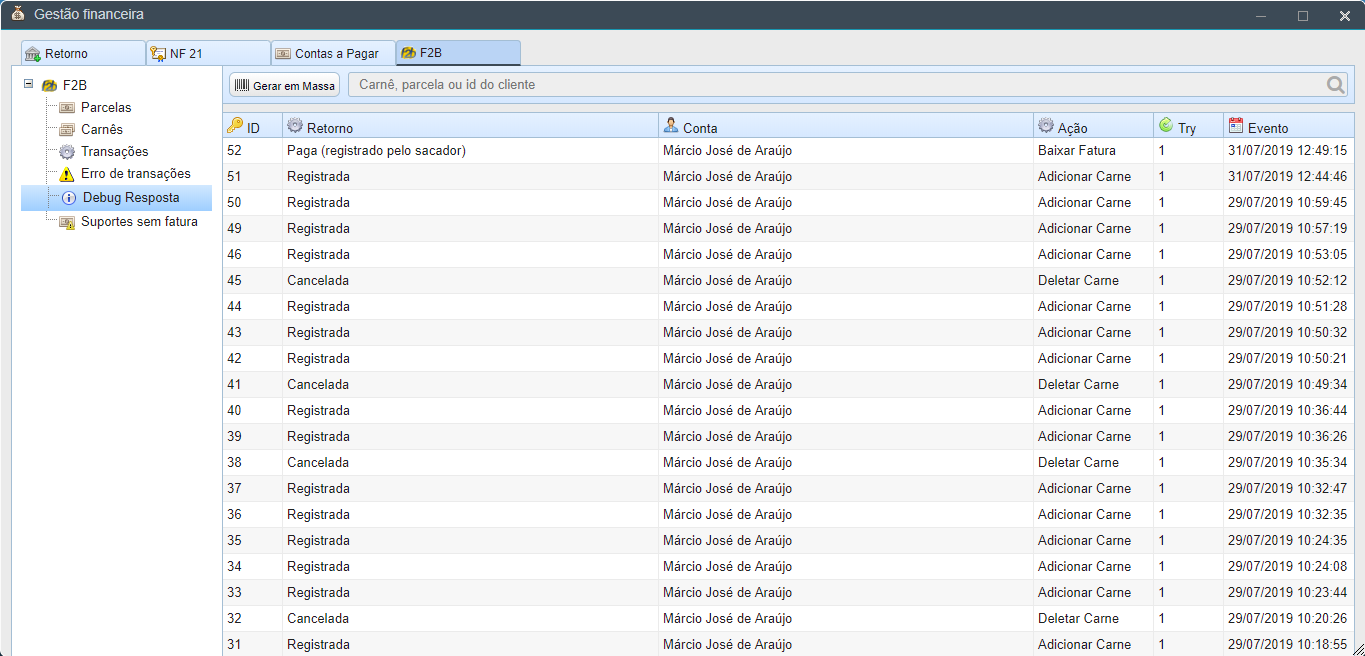 Gestão financeira
Retorno NF 21 Contas a Pagar F2B
F2B
Parcelas
Carnês
Transações
Erro de transações
Debug Resposta
Suportes sem fatura
Gerar em Massa Carnê, parcela ou id do cliente
ID Retorno Conta Ação Try Evento
52 Paga (registrado pelo sacador) Márcio José de Araújo Baixar Fatura 1 31/07/2019 12:49:15
51 Registrada Márcio José de Araújo Adicionar Carne 1 31/07/2019 12:44:46
50 Registrada Márcio José de Araújo Adicionar Carne 1 29/07/2019 10:59:45
49 Registrada Márcio José de Araújo Adicionar Carne 1 29/07/2019 10:57:19
46 Registrada Márcio José de Araújo Adicionar Carne 1 29/07/2019 10:53:05
45 Cancelada Márcio José de Araújo Deletar Carne 1 29/07/2019 10:52:12
44 Registrada Márcio José de Araújo Adicionar Carne 1 29/07/2019 10:51:28
43 Registrada Márcio José de Araújo Adicionar Carne 1 29/07/2019 10:50:32
42 Registrada Márcio José de Araújo Adicionar Carne 1 29/07/2019 10:50:21
41 Cancelada Márcio José de Araújo Deletar Carne 1 29/07/2019 10:49:34
40 Registrada Márcio José de Araújo Adicionar Carne 1 29/07/2019 10:36:44
39 Registrada Márcio José de Araújo Adicionar Carne 1 29/07/2019 10:36:26
38 Cancelada Márcio José de Araújo Deletar Carne 1 29/07/2019 10:35:34
37 Registrada Márcio José de Araújo Adicionar Carne 1 29/07/2019 10:32:47
36 Registrada Márcio José de Araújo Adicionar Carne 1 29/07/2019 10:32:35
35 Registrada Márcio José de Araújo Adicionar Carne 1 29/07/2019 10:24:35
34 Registrada Márcio José de Araújo Adicionar Carne 1 29/07/2019 10:24:08
33 Registrada Márcio José de Araújo Adicionar Carne 1 29/07/2019 10:23:44
32 Cancelada Márcio José de Araújo Deletar Carne 1 29/07/2019 10:20:26
31 Registrada Márcio José de Araújo Adicionar Carne 1 29/07/2019 10:18:55